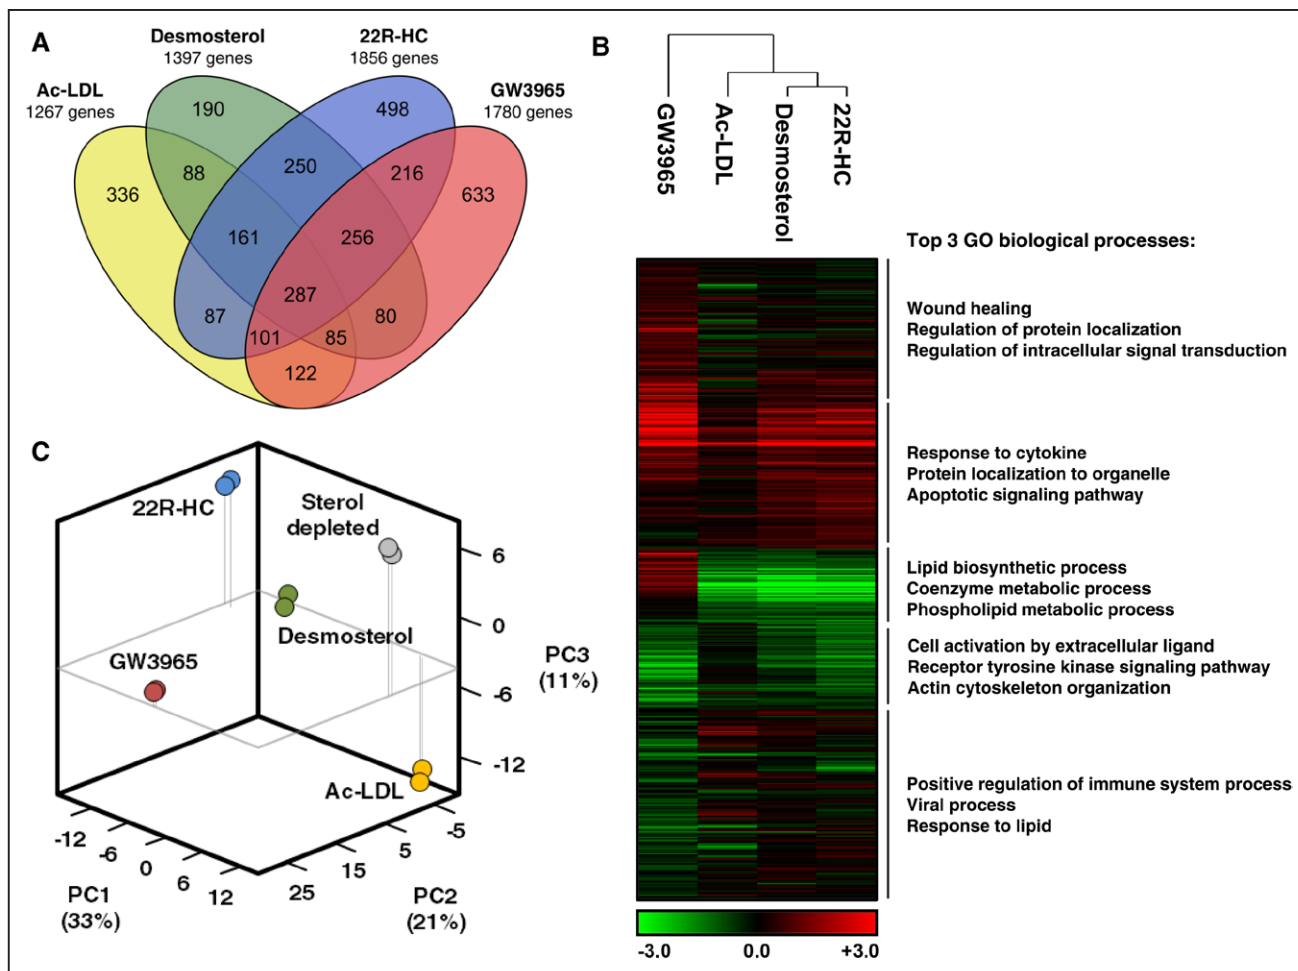 A
Desmosterol
1397 genes
22R-HC
1856 genes
Ac-LDL
1267 genes
GW3965
1780 genes
190
498
88
250
216
336
633
161
256
287
87
80
101
85
122
B
GW3965
Ac-LDL
Desmosterol
22R-HC
Top 3 GO biological processes:
Wound healing
Regulation of protein localization
Regulation of intracellular signal transduction
Response to cytokine
Protein localization to organelle
Apoptotic signaling pathway
Lipid biosynthetic process
Coenzyme metabolic process
Phospholipid metabolic process
Cell activation by extracellular ligand
Receptor tyrosine kinase signaling pathway
Actin cytoskeleton organization
Positive regulation of immune system process
Viral process
Response to lipid
-3.0
0.0
+3.0
C
22R-HC
Sterol
depleted
Desmosterol
GW3965
Ac-LDL
6
0
-6
-12
PC3
(11%)
-12
-6
0
6
12
PC1
(33%)
25
15
5
-5
PC2
(21%)